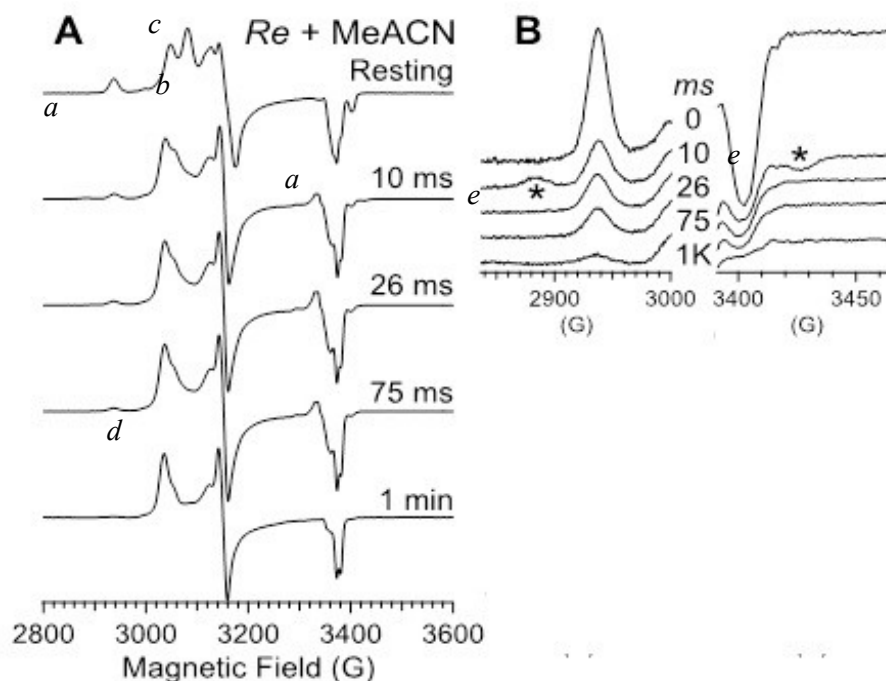 A
c
Re + MeACN
Resting
b
a
10 ms
a
26 ms
75 ms
d
1 min
2800 3000 3200 3400 3600
Magnetic Field (G)
B
ms
0
10
e
*
26
e
*
75
1K
2900 3000 3400 3450
(G) (G)